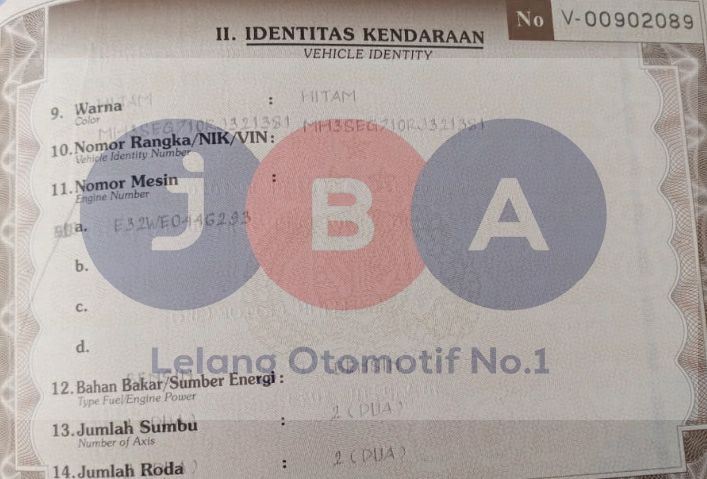 No V-00902089
II. IDENTITAS KENDARAAN
VEHICLE IDENTITY
9. Warna : HITAM
Color
10. Nomor Rangka/NIK/VIN:
Vehicle Identity Number
11. Nomor Mesin :
Engine Number
a. E32WE0446293
b.
c.
d.
JBA
Lelang Otomotif No.1
12. Bahan Bakar/Sumber Energi :
Type Fuel/Engine Power
13. Jumlah Sumbu : 2 (DUA)
Number of Axis
14. Jumlah Roda : 2 (DUA)